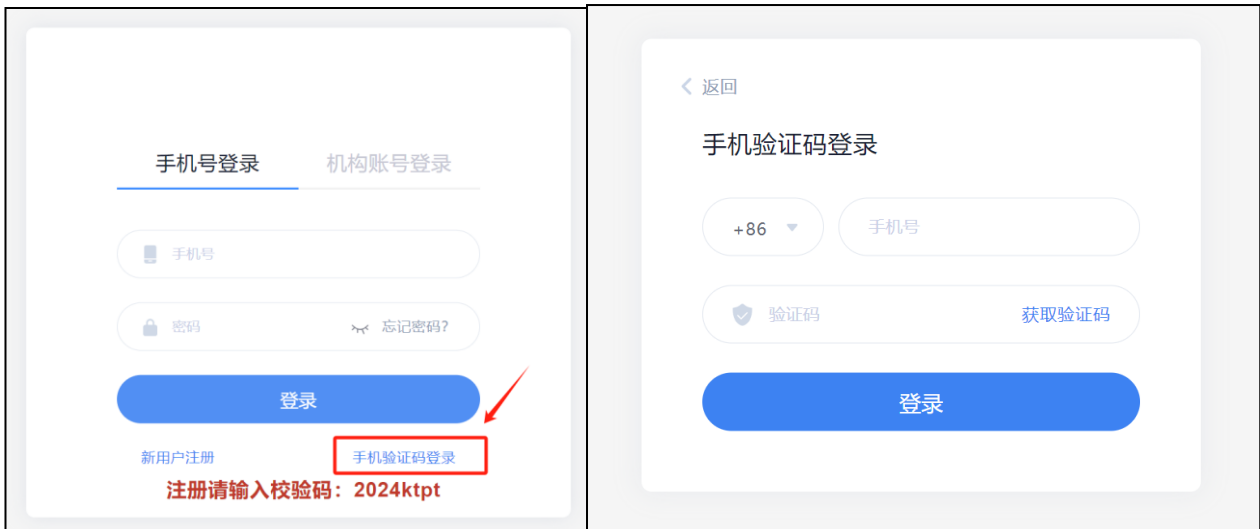 手机号登录 机构账号登录
手机号
密码 忘记密码?
登录
新用户注册 手机验证码登录
注册请输入校验码：2024ktpt
返回
手机验证码登录
+86 手机号
验证码 获取验证码
登录